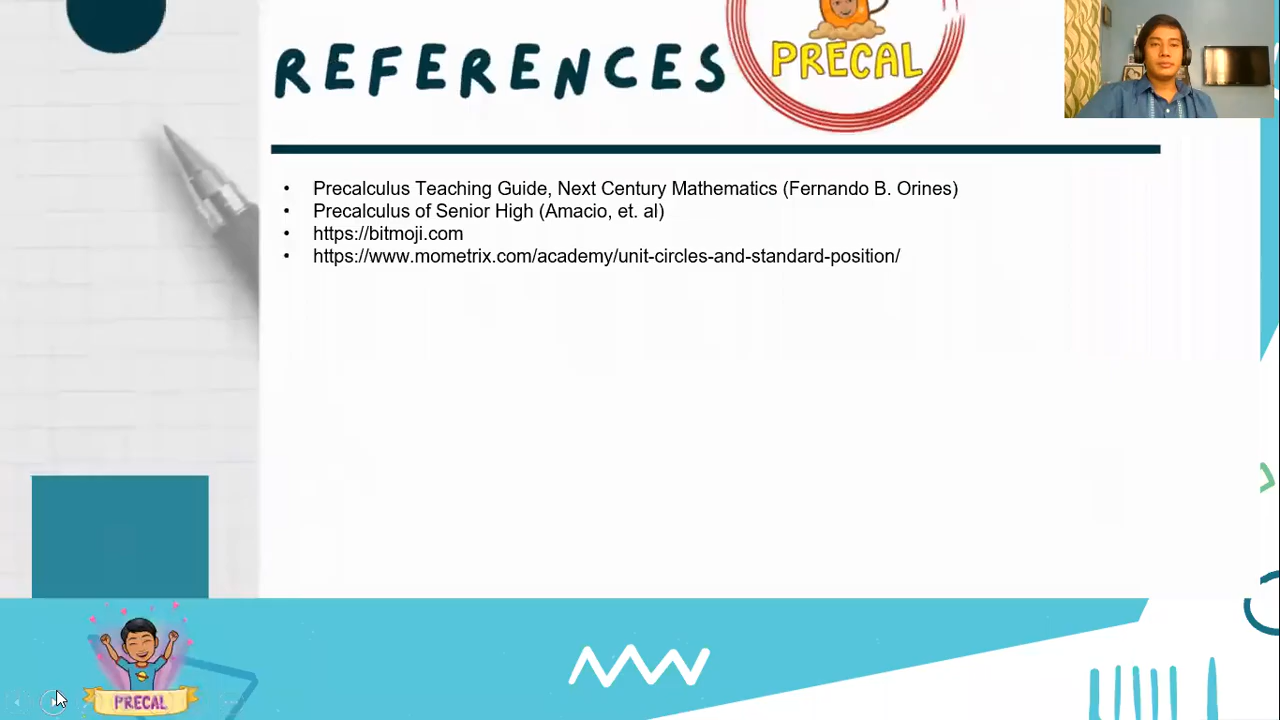 REFERENCES
PRECAL
• Precalculus Teaching Guide, Next Century Mathematics (Fernando B. Orines)
• Precalculus of Senior High (Amacio, et. al)
• https://bitmoji.com
• https://www.mometrix.com/academy/unit-circles-and-standard-position/
PRECAL